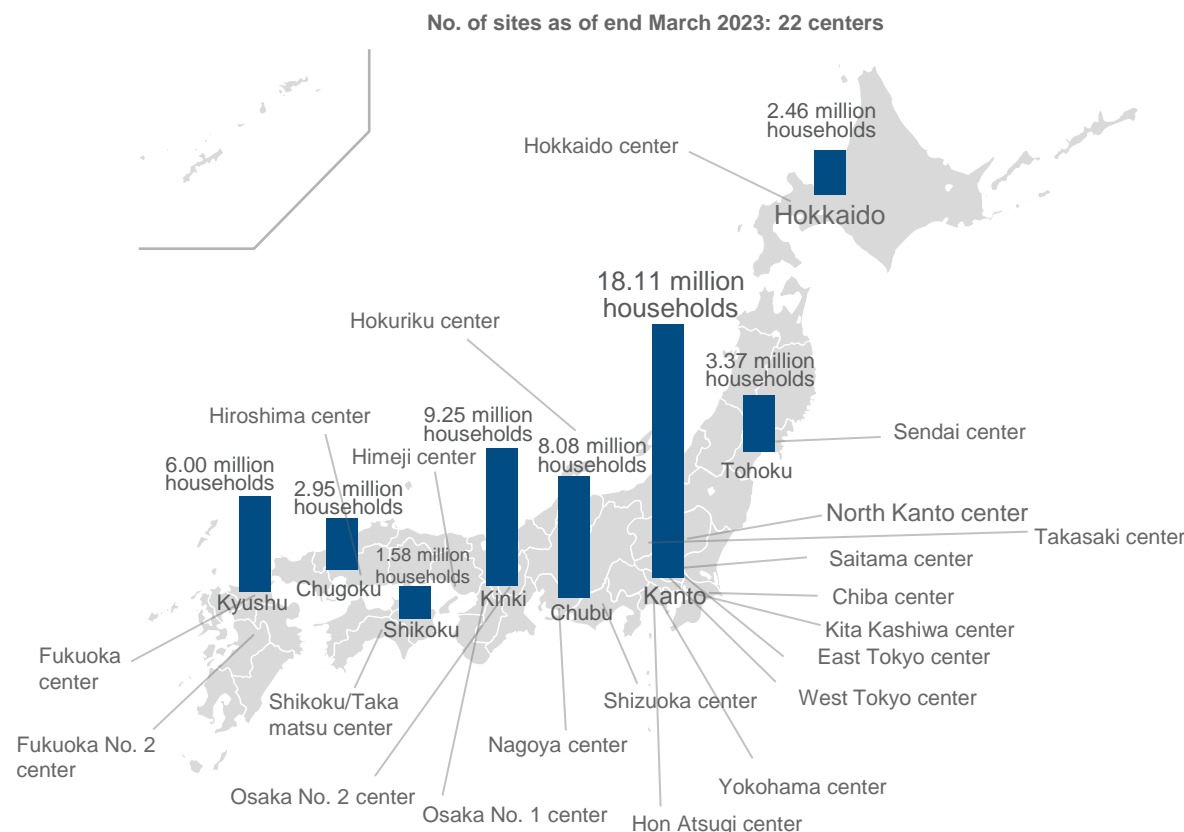 No. of sites as of end March 2023: 22 centers
2.46 million
households
Hokkaido center
Hokkaido
18.11 million
households
Hokuriku center
3.37 million
households
Hiroshima center
9.25 million
households
Sendai center
8.08 million
households
Himeji center
6.00 million
households
Tohoku
2.95 million
households
North Kanto center
Takasaki center
1.58 million
households
Saitama center
Chugoku
Kyushu
Kinki
Chubu
Kanto
Chiba center
Shikoku
Kita Kashiwa center
Fukuoka
center
East Tokyo center
Shikoku/Taka
matsu center
Shizuoka center
West Tokyo center
Fukuoka No. 2
center
Nagoya center
Osaka No. 2 center
Yokohama center
Osaka No. 1 center
Hon Atsugi center